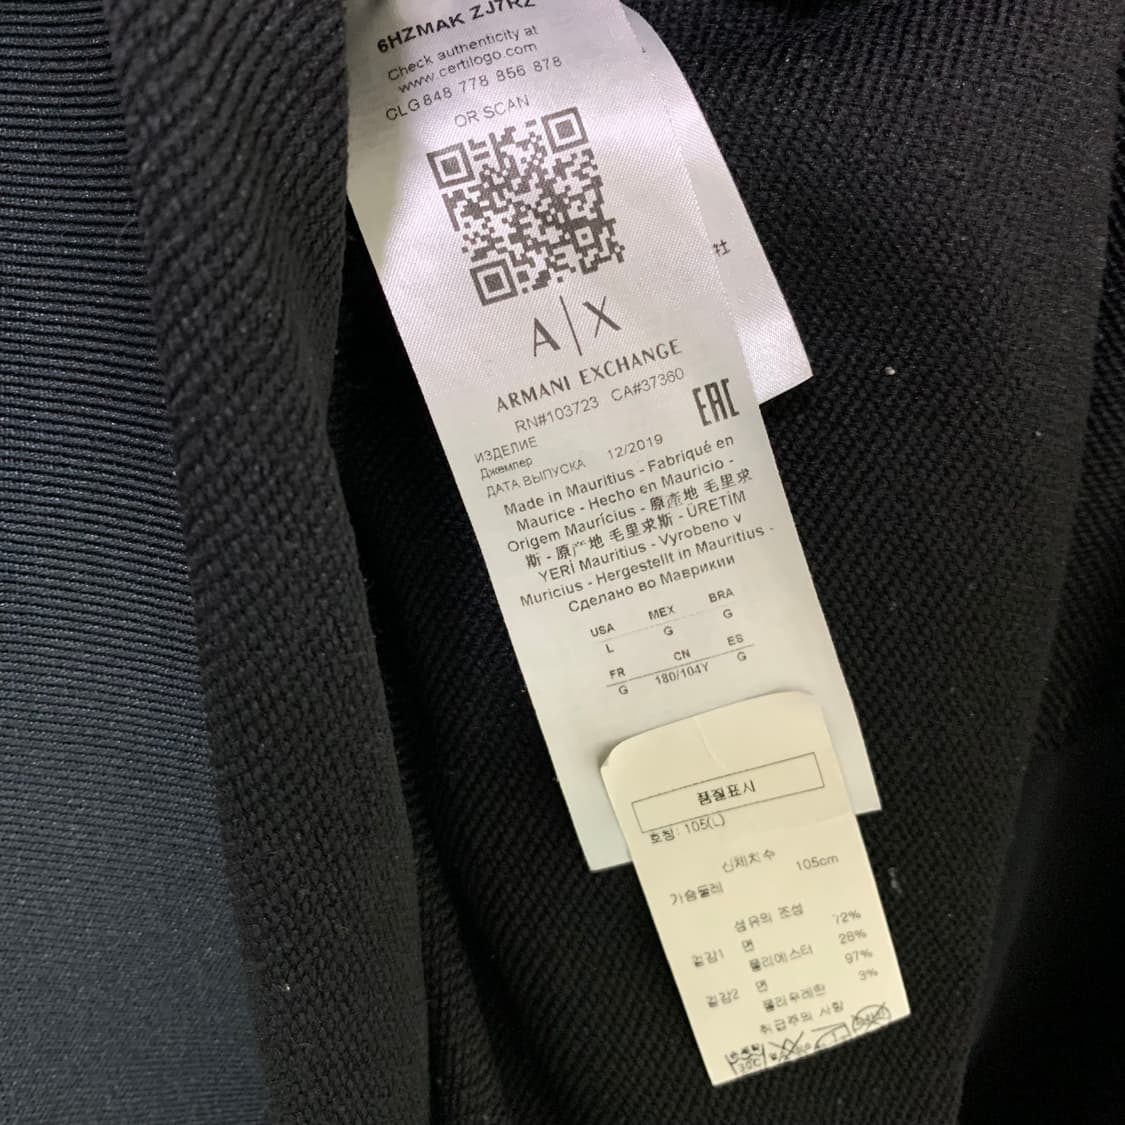 6HZMAK ZJ7RZ
Check authenticity at
www.certilogo.com
CLG 848 778 856 878
OR SCAN
A|X
ARMANI EXCHANGE
RN#103723 CA#37360
EAC
ИЗДЕЛИЕ
Джемпер
ДАТА ВЫПУСКА 12/2019
Made in Mauritius - Fabriqué en
Maurice - Hecho en Mauricio -
Origem Maurícius - 原產地 毛里求
斯 - 原产地 毛里求斯 - ÜRETİM
YERİ Mauritius - Vyrobeno v
Muricius - Hergestellt in Mauritius -
Сделано во Маврикии
USA MEX BRA
L G G
FR CN ES
G 180/104Y G
社
품질표시
호칭: 105(L)
신체치수
가슴둘레 105cm
섬유의 조성
겉감1 면 72%
폴리에스터 28%
겉감2 면 97%
폴리우레탄 3%
취급주의 사항
30℃